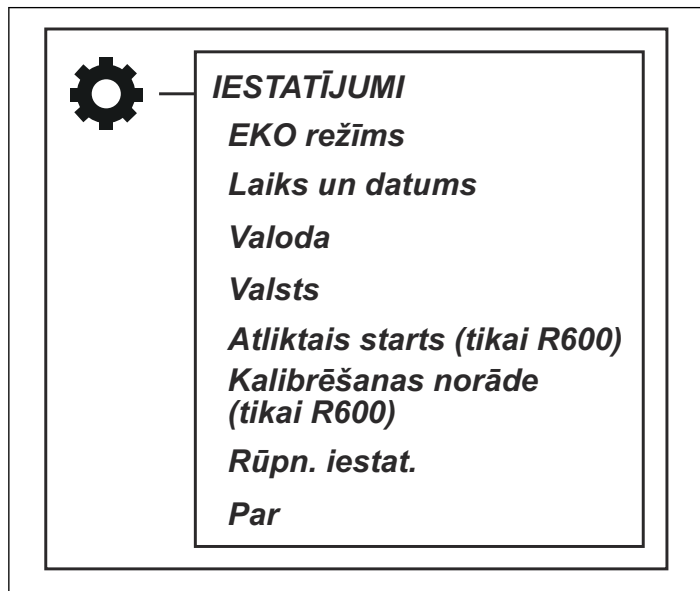 IESTATĪJUMI
EKO režīms
Laiks un datums
Valoda
Valsts
Atliktais starts (tikai R600)
Kalibrēšanas norāde
(tikai R600)
Rūpn. iestat.
Par